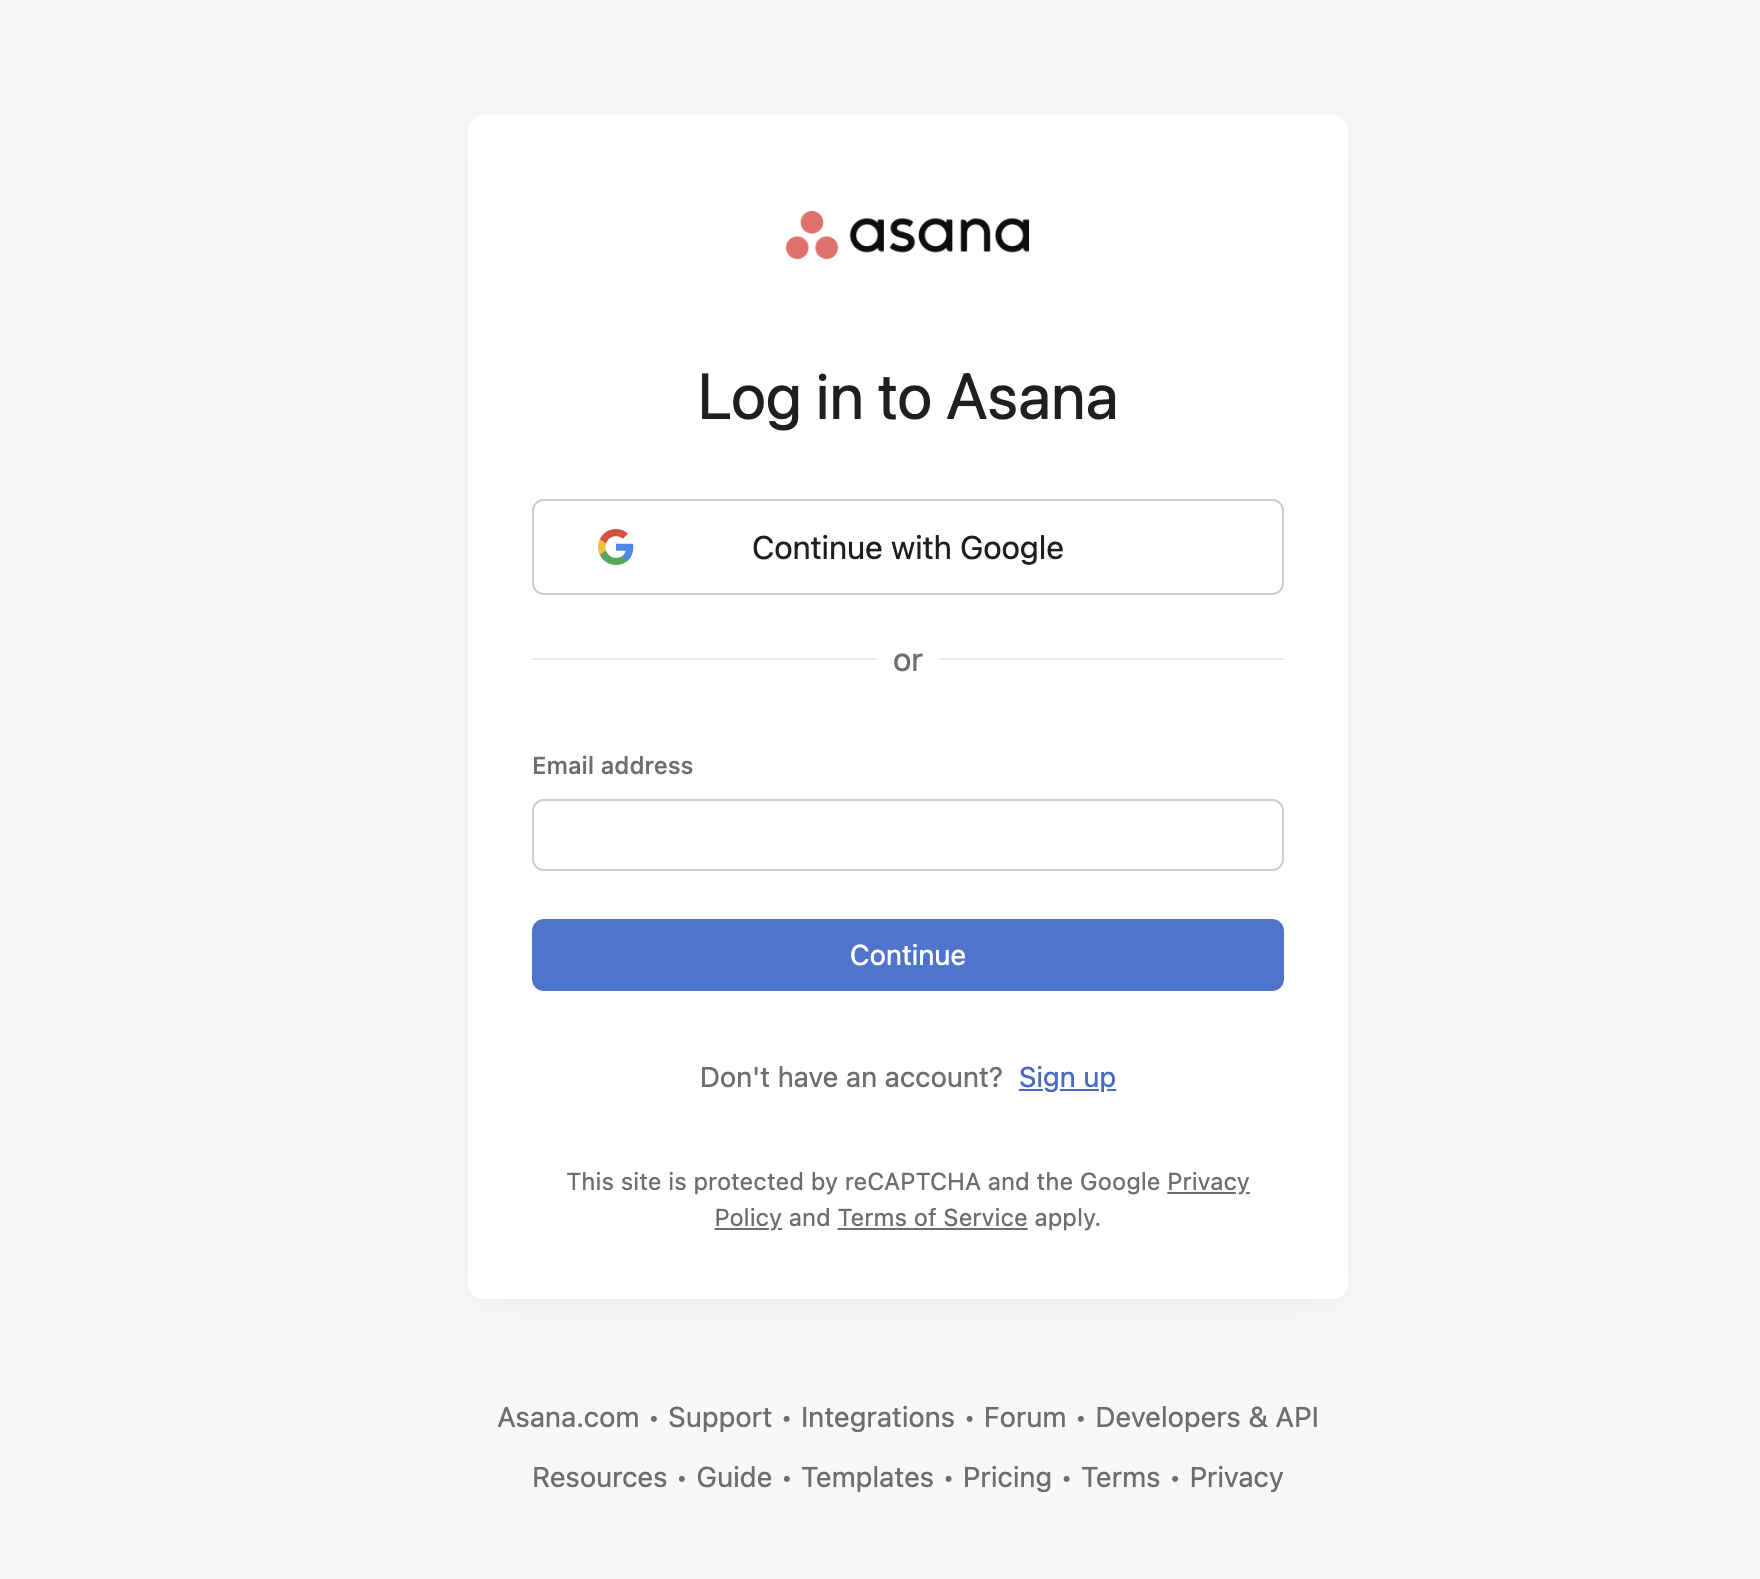 asana
Log in to Asana
Continue with Google
or
Email address
Continue
Don't have an account? Sign up
This site is protected by reCAPTCHA and the Google Privacy
Policy and Terms of Service apply.
Asana.com • Support • Integrations • Forum • Developers & API
Resources • Guide • Templates • Pricing • Terms • Privacy